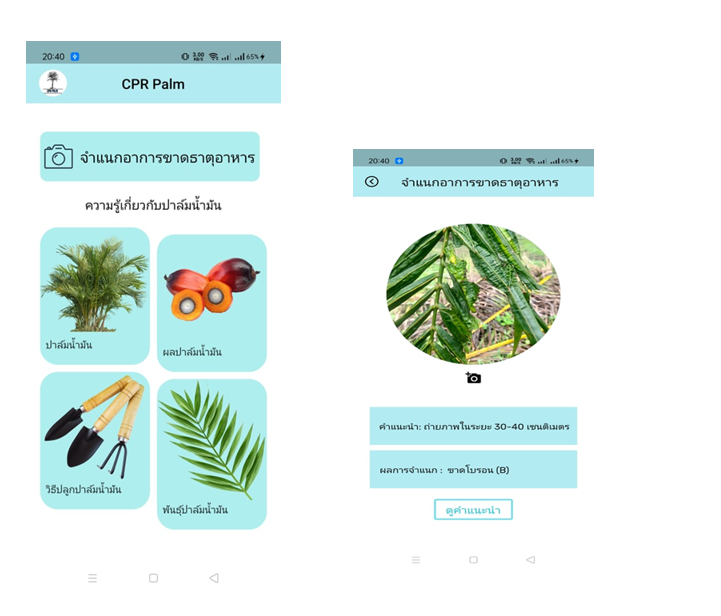 20:40
3.00 KB/S
65%
CPR Palm
จำแนกอาการขาดธาตุอาหาร
ความรู้เกี่ยวกับปาล์มน้ำมัน
ปาล์มน้ำมัน
ผลปาล์มน้ำมัน
วิธีปลูกปาล์มน้ำมัน
พันธุ์ปาล์มน้ำมัน
20:40
65%
จำแนกอาการขาดธาตุอาหาร
คำแนะนำ: ถ่ายภาพในระยะ 30-40 เซนติเมตร
ผลการจำแนก : ขาดโบรอน (B)
ดูคำแนะนำ